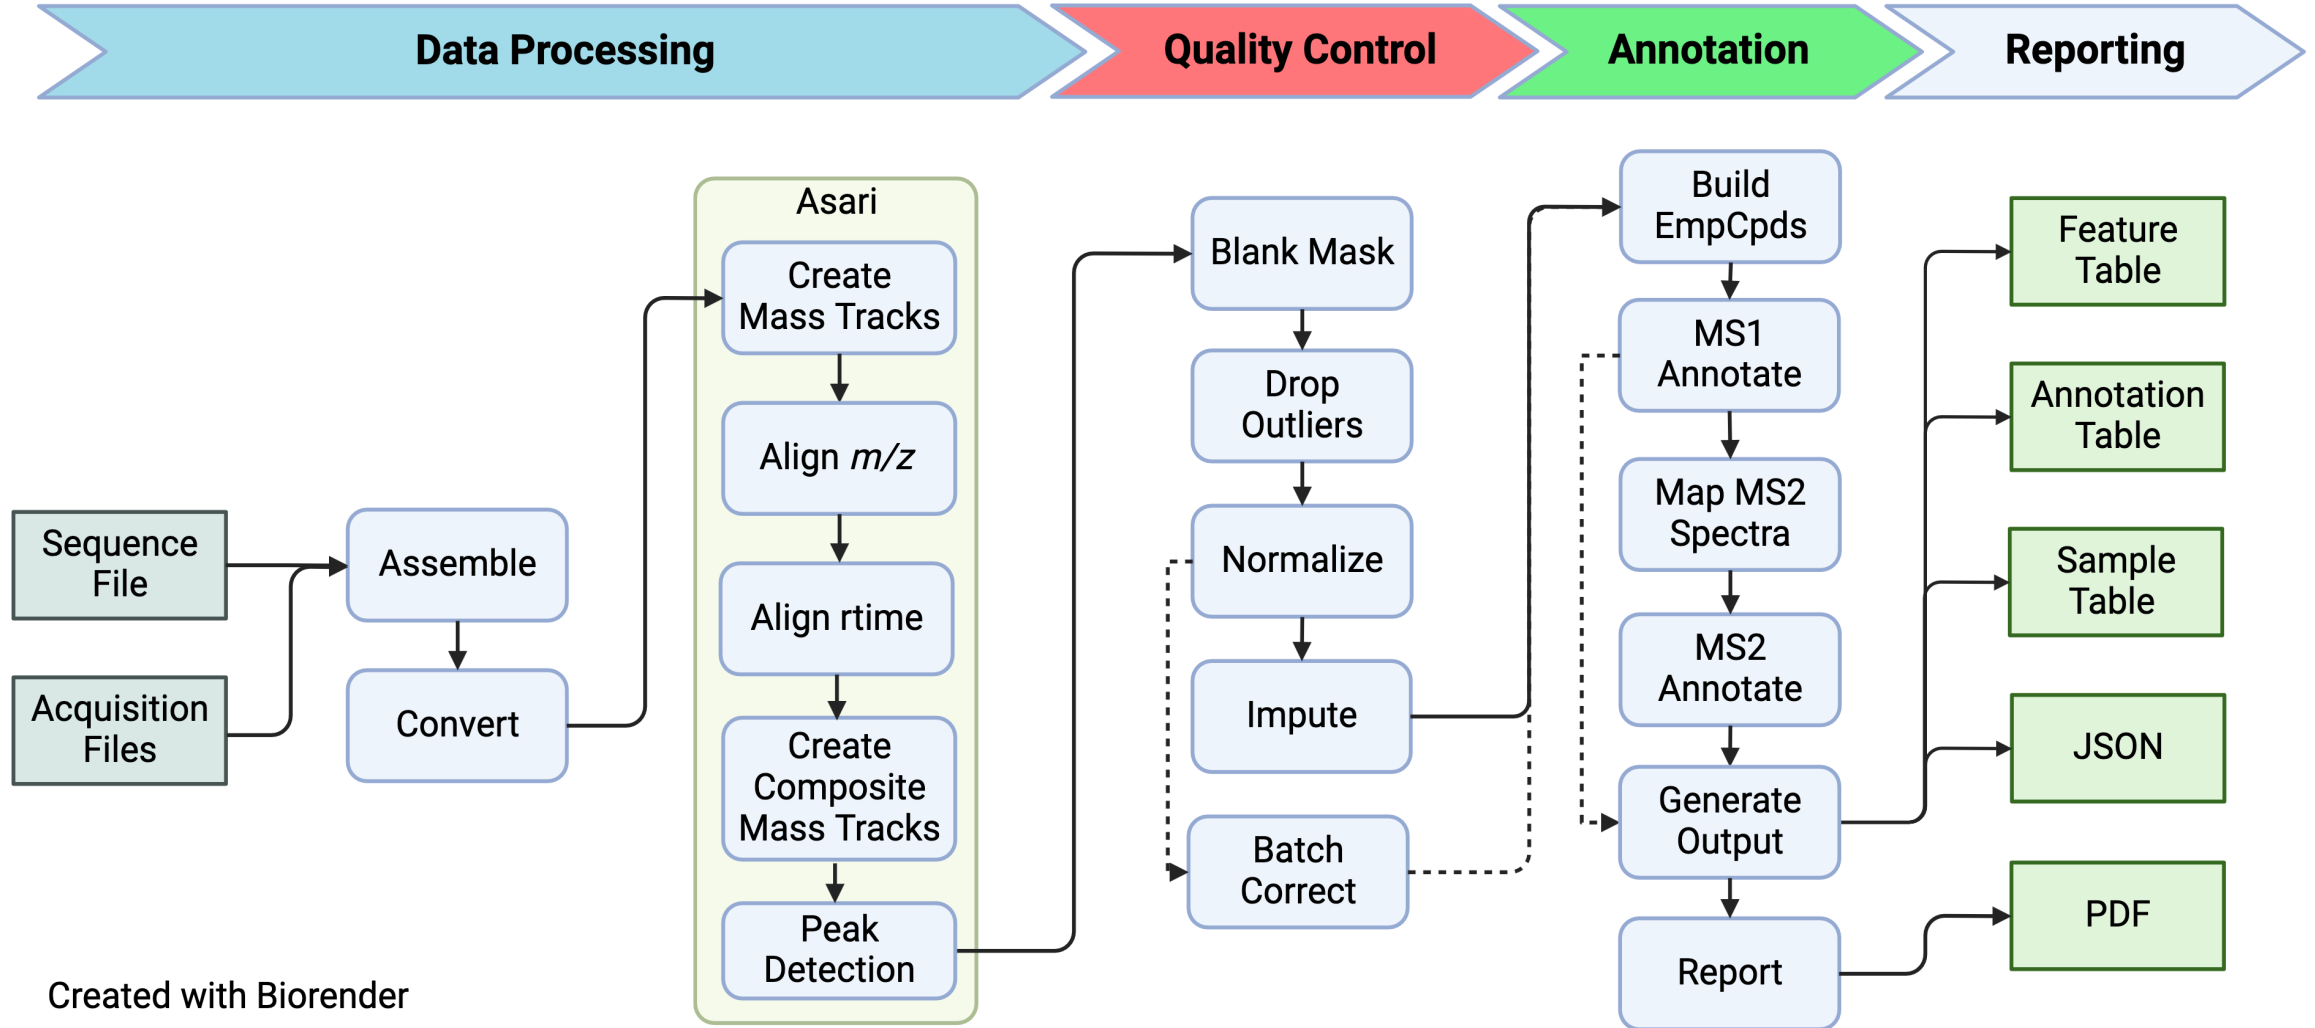 Data Processing
Quality Control
Annotation
Reporting
Sequence
File
Acquisition
Files
Assemble
Convert
Asari
Create
Mass Tracks
Align m/z
Align rtime
Create
Composite
Mass Tracks
Peak
Detection
Blank Mask
Drop
Outliers
Normalize
Impute
Batch
Correct
Build
EmpCpds
MS1
Annotate
Map MS2
Spectra
MS2
Annotate
Generate
Output
Report
Feature
Table
Annotation
Table
Sample
Table
JSON
PDF
Created with Biorender